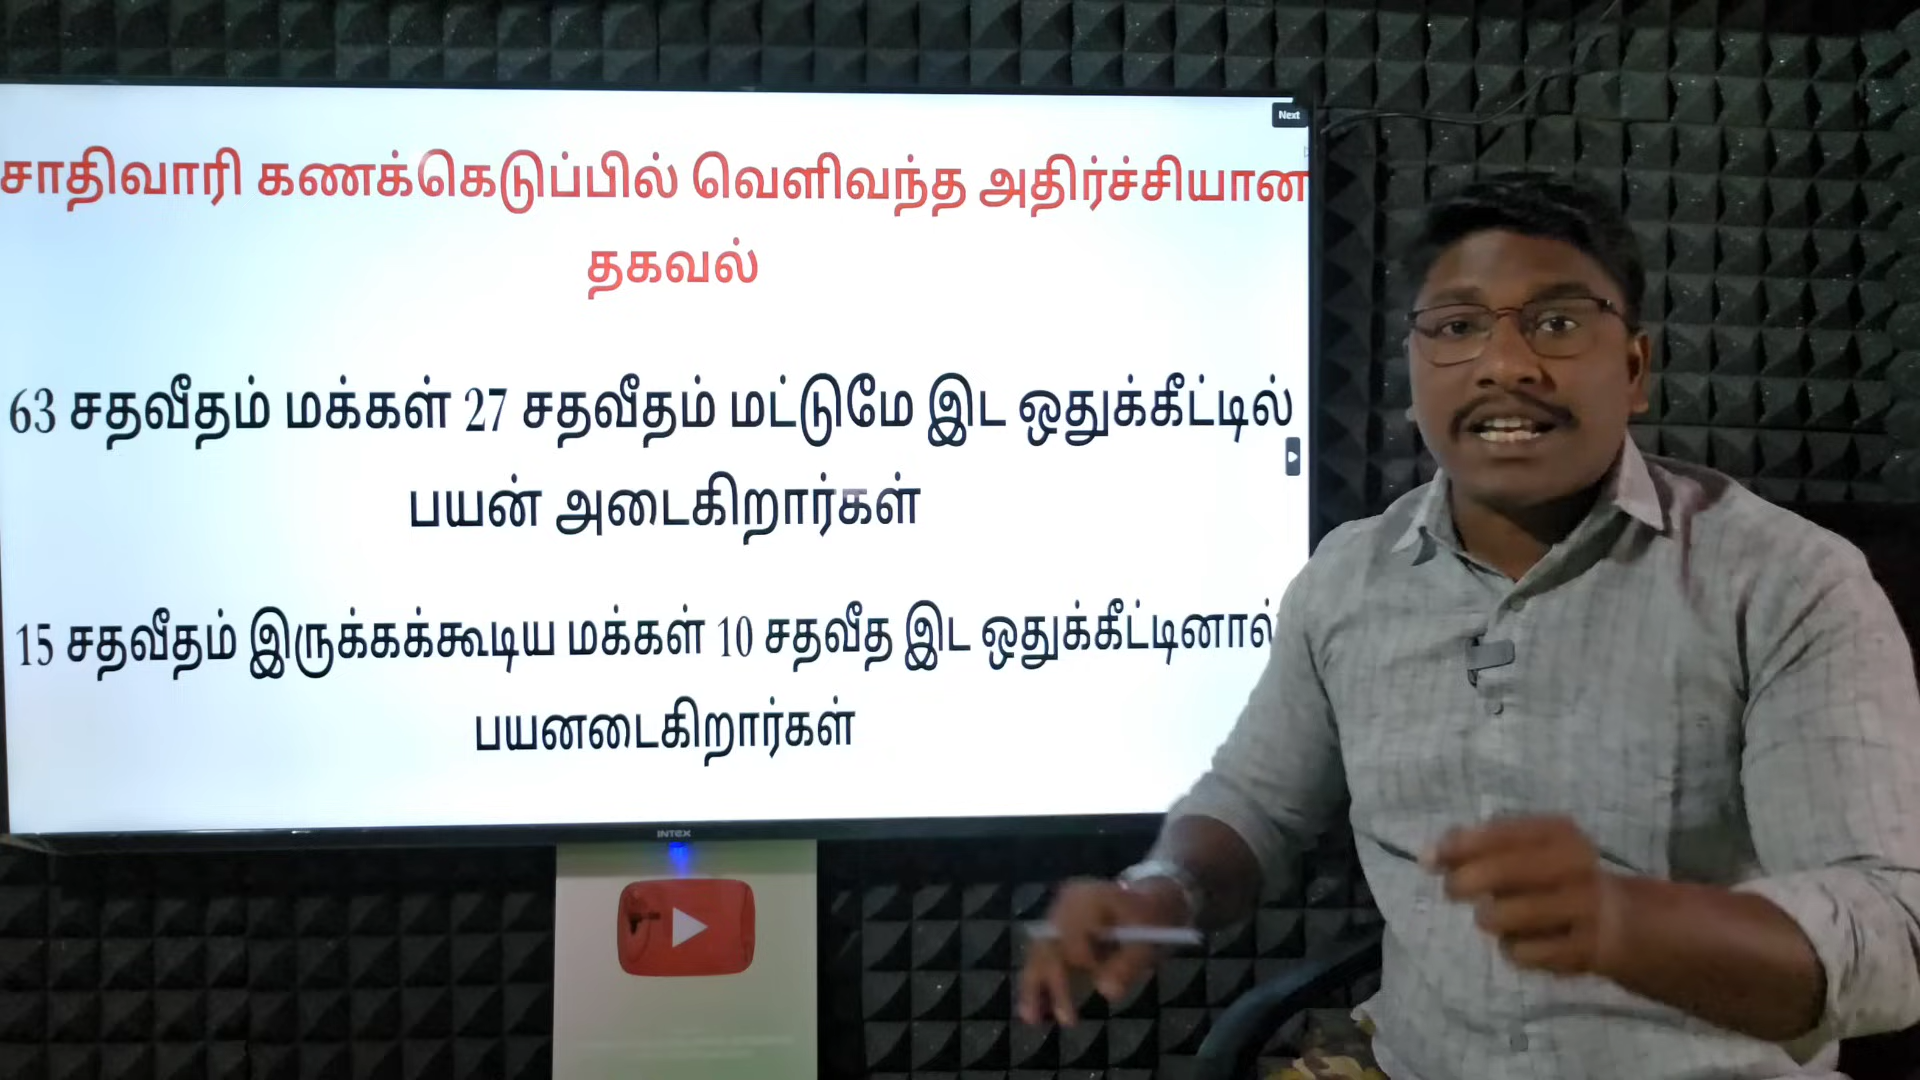 Next
சாதிவாரி கணக்கெடுப்பில் வெளிவந்த அதிர்ச்சியான
தகவல்
63 சதவீதம் மக்கள் 27 சதவீதம் மட்டுமே இட ஒதுக்கீட்டில்
பயன் அடைகிறார்கள்
15 சதவீதம் இருக்கக்கூடிய மக்கள் 10 சதவீத இட ஒதுக்கீட்டினால்
பயனடைகிறார்கள்
INTEX